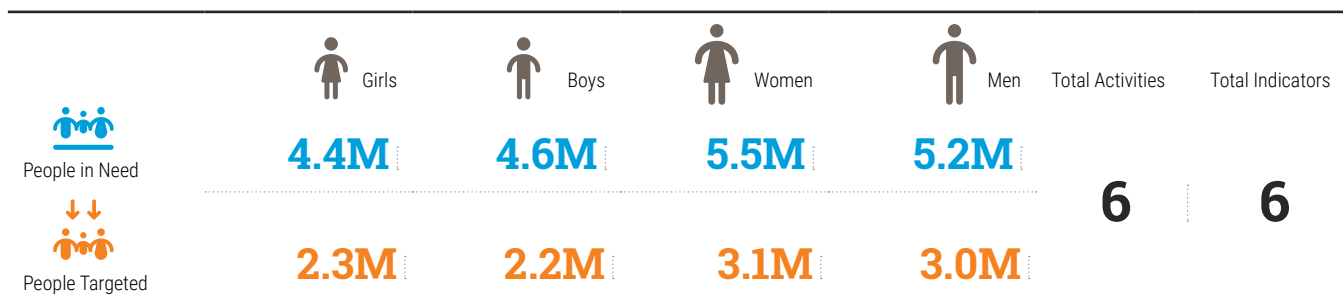 Girls Boys Women Men Total Activities Total Indicators
People in Need 4.4M 4.6M 5.5M 5.2M
6 6
People Targeted 2.3M 2.2M 3.1M 3.0M